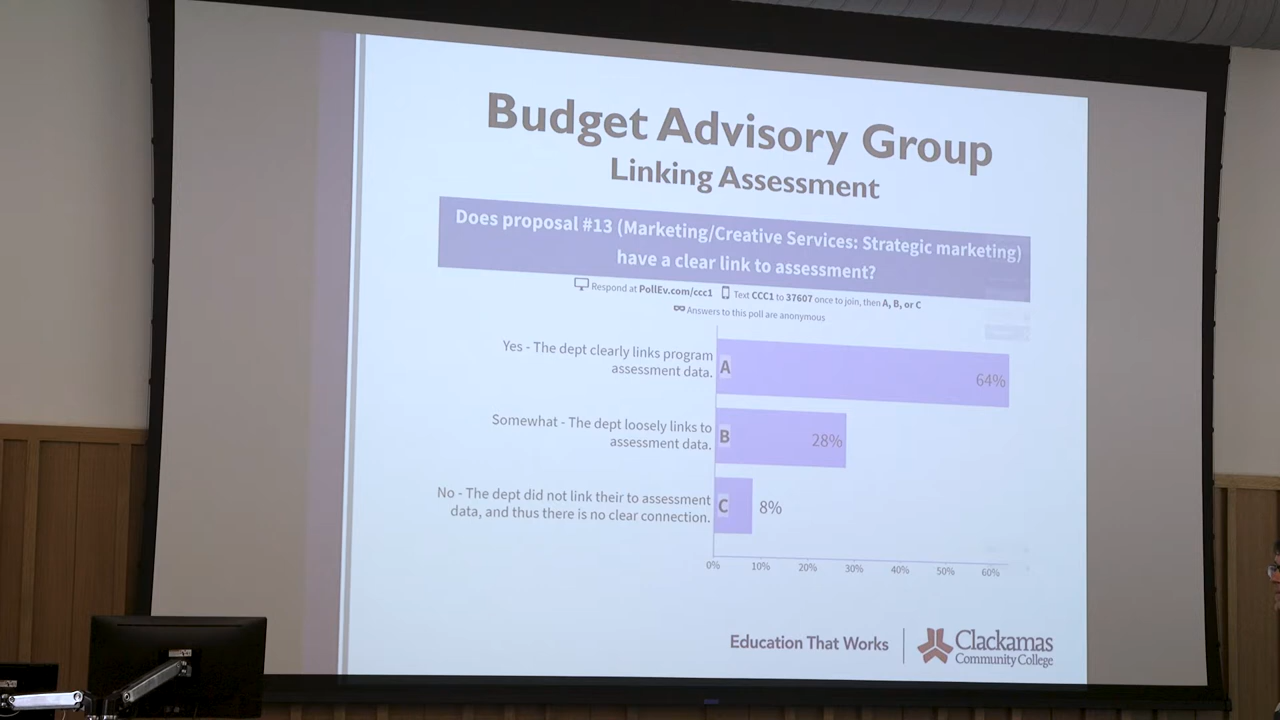 Budget Advisory Group
Linking Assessment
Does proposal #13 (Marketing/Creative Services: Strategic marketing)
have a clear link to assessment?
Respond at PollEv.com/ccc1 Text CCC1 to 37607 once to join, then A, B, or C
Answers to this poll are anonymous
Yes - The dept clearly links program
assessment data.
A
64%
Somewhat - The dept loosely links to
assessment data.
B
28%
No - The dept did not link their to assessment
data, and thus there is no clear connection.
C
8%
0% 10% 20% 30% 40% 50% 60%
Education That Works
Clackamas
Community College